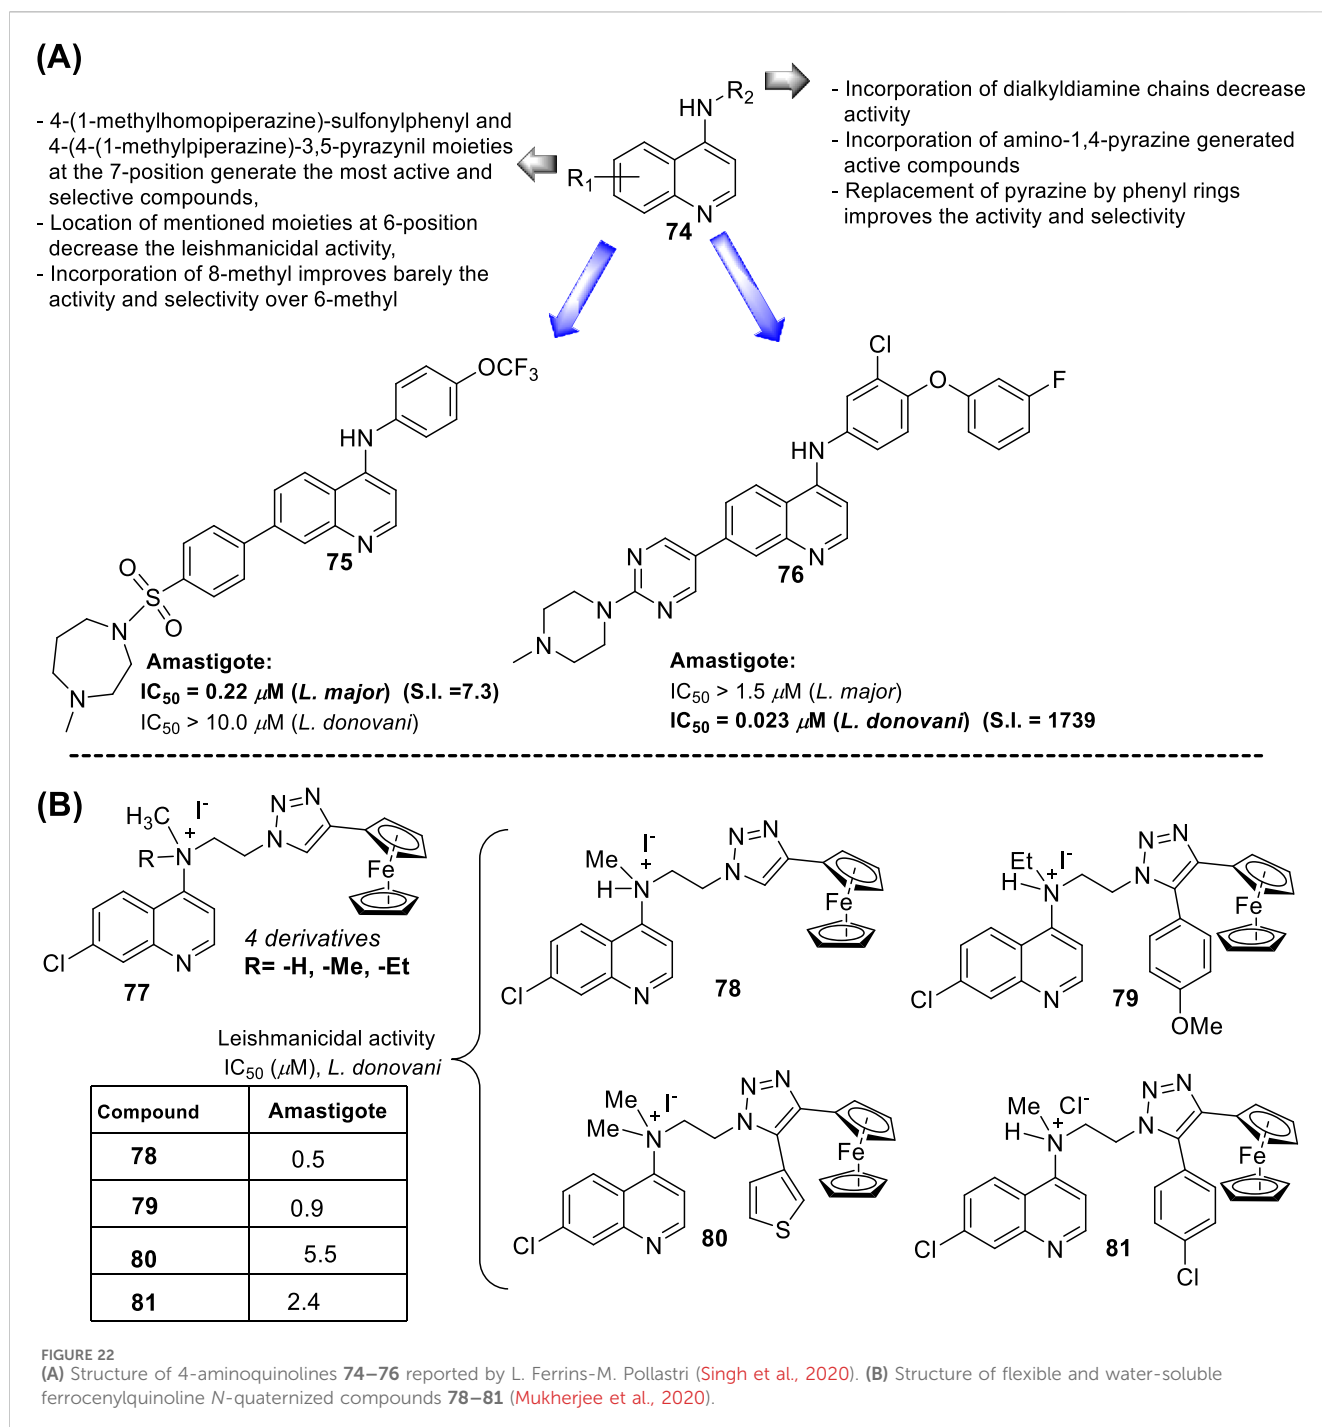 (A)
- 4-(1-methylhomopiperazine)-sulfonylphenyl and
4-(4-(1-methylpiperazine)-3,5-pyrazynil moieties
at the 7-position generate the most active and
selective compounds,
- Location of mentioned moieties at 6-position
decrease the leishmanicidal activity,
- Incorporation of 8-methyl improves barely the
activity and selectivity over 6-methyl
HN
R2
R1
N
74
- Incorporation of dialkyldiamine chains decrease
activity
- Incorporation of amino-1,4-pyrazine generated
active compounds
- Replacement of pyrazine by phenyl rings
improves the activity and selectivity
OCF3
HN
N
75
O
S
O
N
N
Amastigote:
IC50 = 0.22 μM (L. major) (S.I. =7.3)
IC50 > 10.0 μM (L. donovani)
Cl
O
F
HN
N
76
N
N
N
N
Amastigote:
IC50 > 1.5 μM (L. major)
IC50 = 0.023 μM (L. donovani) (S.I. = 1739
(B)
H3C
I-
N N
N
R
N
+
Fe
Cl
N
77
4 derivatives
R= -H, -Me, -Et
Leishmanicidal activity
IC50 (μM), L. donovani
Compound Amastigote
78 0.5
79 0.9
80 5.5
81 2.4
Me
I-
+
H
N
N N
N
Fe
Cl
N
78
Et
I-
+
H
N
N N
N
Fe
Cl
N
OMe
79
Me
I-
+
Me
N
N N
N
Fe
S
Cl
N
80
Me
Cl-
+
H
N
N N
N
Fe
Cl
N
Cl
81
FIGURE 22
(A) Structure of 4-aminoquinolines 74–76 reported by L. Ferrins-M. Pollastri (Singh et al., 2020). (B) Structure of flexible and water-soluble
ferrocenylquinoline N-quaternized compounds 78–81 (Mukherjee et al., 2020).